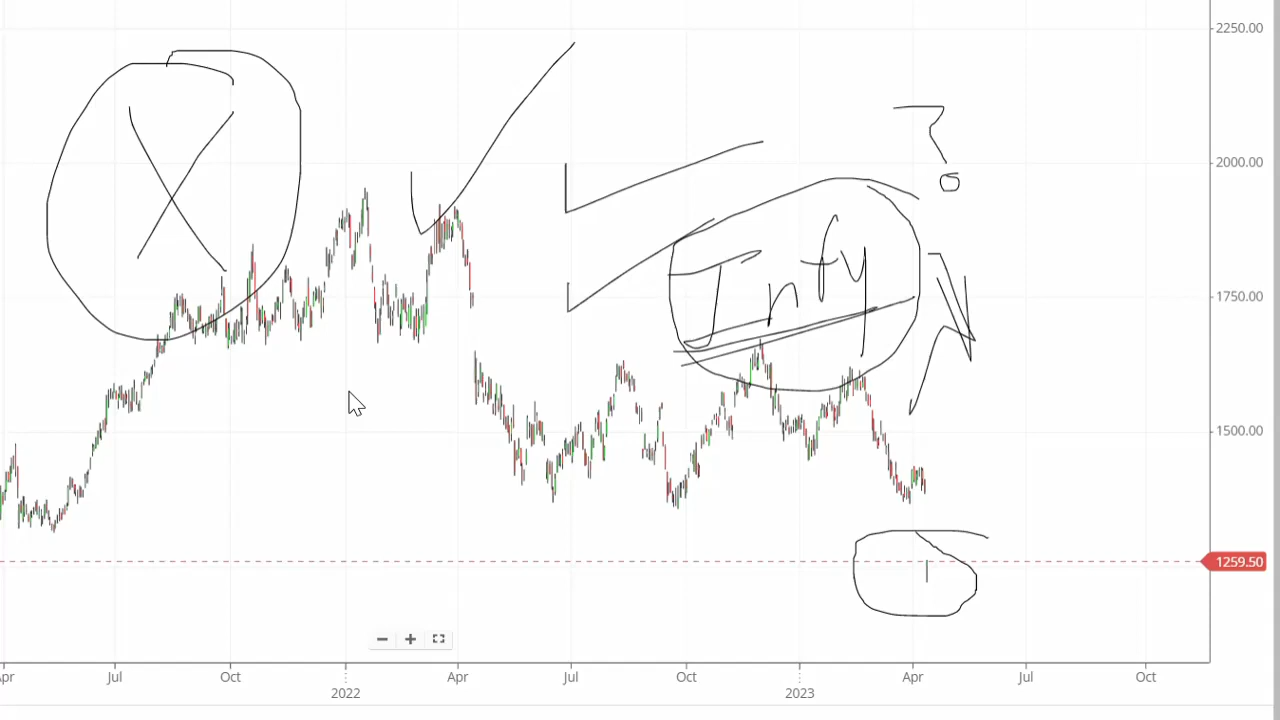 2250.00
2000.00
?
Infy
1750.00
N
1500.00
1259.50
Apr Jul Oct 2022 Apr Jul Oct 2023 Apr Jul Oct